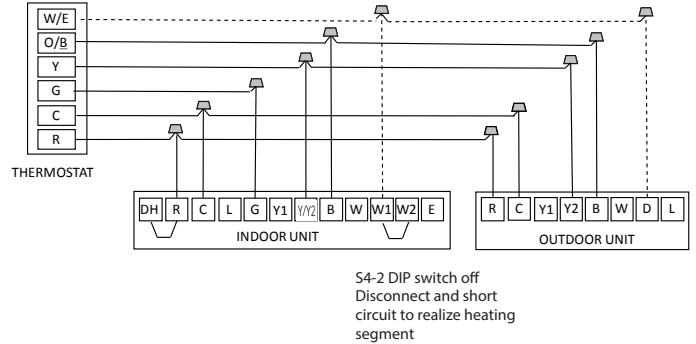 W/E
O/B
Y
G
C
R
THERMOSTAT
DH R C L G Y1 Y/Y2 B W W1 W2 E
INDOOR UNIT
R C Y1 Y2 B W D L
OUTDOOR UNIT
S4-2 DIP switch off
Disconnect and short
circuit to realize heating
segment